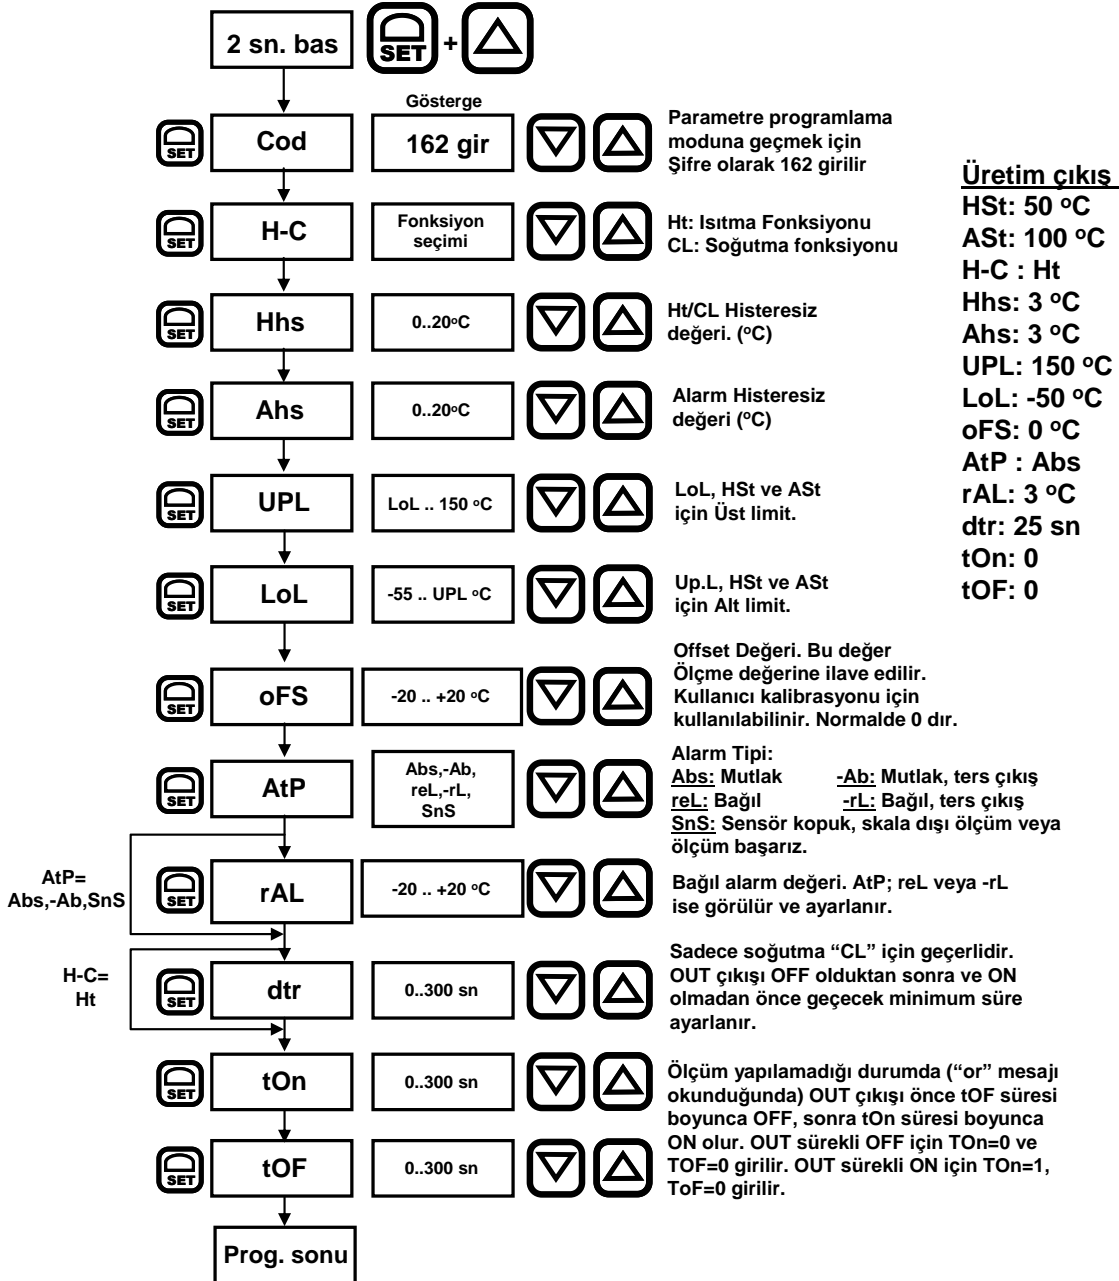 2 sn. bas
SET
+
Gösterge
SET
Cod
162 gir
Parametre programlama
moduna geçmek için
Şifre olarak 162 girilir
SET
H-C
Fonksiyon
seçimi
Ht: Isıtma Fonksiyonu
CL: Soğutma fonksiyonu
SET
Hhs
0..20ºC
Ht/CL Histeresiz
değeri. (ºC)
SET
Ahs
0..20ºC
Alarm Histeresiz
değeri (ºC)
SET
UPL
LoL .. 150 ºC
LoL, HSt ve ASt
için Üst limit.
SET
LoL
-55 .. UPL ºC
Up.L, HSt ve ASt
için Alt limit.
SET
oFS
-20 .. +20 ºC
Offset Değeri. Bu değer
Ölçme değerine ilave edilir.
Kullanıcı kalibrasyonu için
kullanılabilinir. Normalde 0 dır.
SET
AtP
Abs,-Ab,
reL,-rL,
SnS
Alarm Tipi:
Abs: Mutlak -Ab: Mutlak, ters çıkış
reL: Bağıl -rL: Bağıl, ters çıkış
SnS: Sensör kopuk, skala dışı ölçüm veya
ölçüm başarız.
AtP=
Abs,-Ab,SnS
SET
rAL
-20 .. +20 ºC
Bağıl alarm değeri. AtP; reL veya -rL
ise görülür ve ayarlanır.
H-C=
Ht
SET
dtr
0..300 sn
Sadece soğutma “CL” için geçerlidir.
OUT çıkışı OFF olduktan sonra ve ON
olmadan önce geçecek minimum süre
ayarlanır.
SET
tOn
0..300 sn
Ölçüm yapılamadığı durumda (“or” mesajı
okunduğunda) OUT çıkışı önce tOF süresi
boyunca OFF, sonra tOn süresi boyunca
ON olur. OUT sürekli OFF için TOn=0 ve
TOF=0 girilir. OUT sürekli ON için TOn=1,
ToF=0 girilir.
SET
tOF
0..300 sn
Prog. sonu
Üretim çıkış
HSt: 50 ºC
ASt: 100 ºC
H-C : Ht
Hhs: 3 ºC
Ahs: 3 ºC
UPL: 150 ºC
LoL: -50 ºC
oFS: 0 ºC
AtP : Abs
rAL: 3 ºC
dtr: 25 sn
tOn: 0
tOF: 0